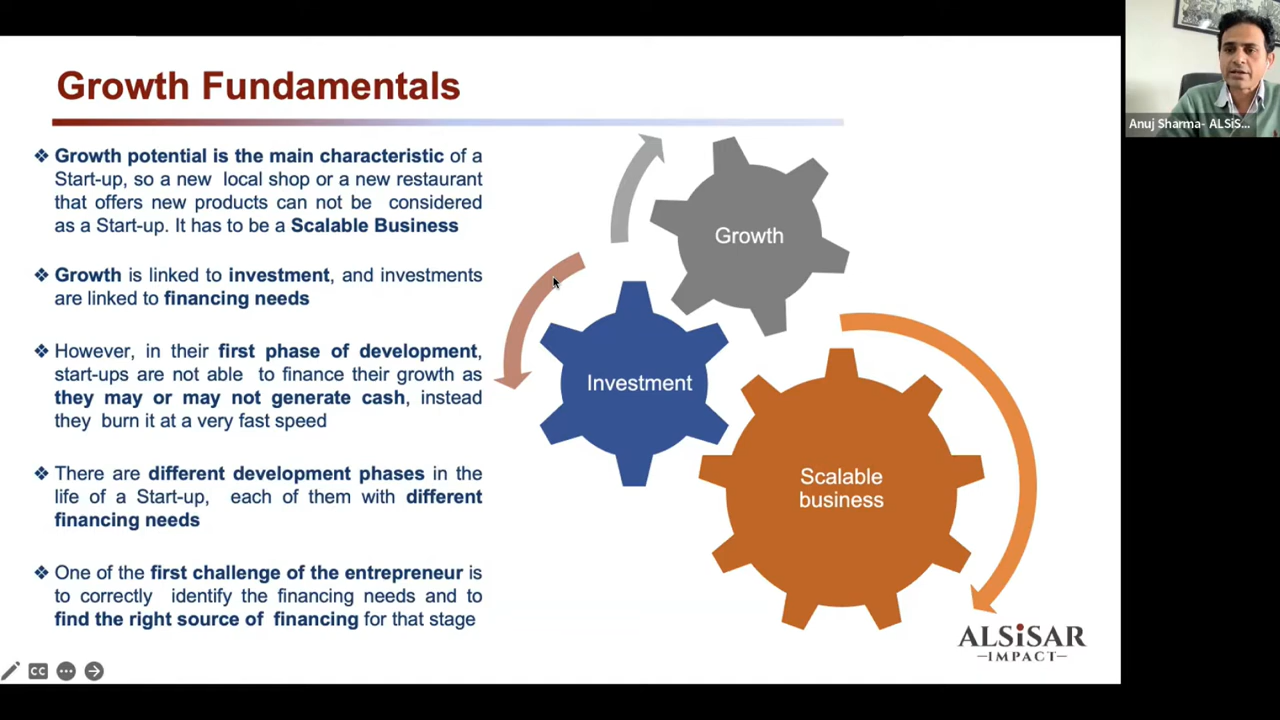 Growth Fundamentals
❖ Growth potential is the main characteristic of a
Start-up, so a new local shop or a new restaurant
that offers new products can not be considered
as a Start-up. It has to be a Scalable Business
❖ Growth is linked to investment, and investments
are linked to financing needs
❖ However, in their first phase of development,
start-ups are not able to finance their growth as
they may or may not generate cash, instead
they burn it at a very fast speed
❖ There are different development phases in the
life of a Start-up, each of them with different
financing needs
❖ One of the first challenge of the entrepreneur is
to correctly identify the financing needs and to
find the right source of financing for that stage
Growth
Investment
Scalable
business
ALSiSAR
IMPACT
CC
Anuj Sharma- ALSiS...